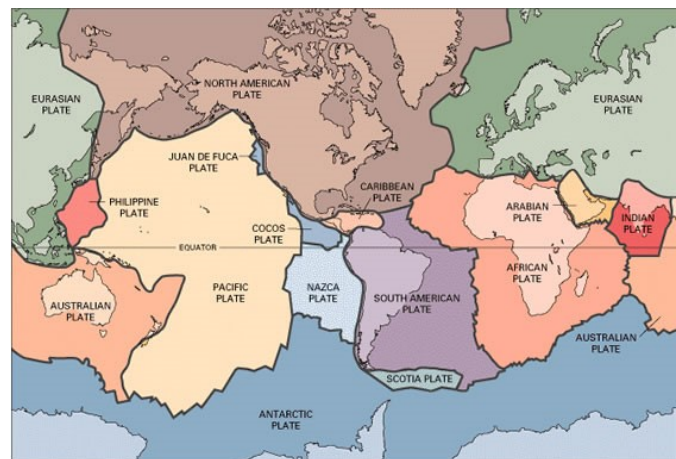 NORTH AMERICAN
PLATE
EURASIAN
PLATE
EURASIAN
PLATE
JUAN DE FUCA
PLATE
CARIBBEAN
PLATE
PHILIPPINE
PLATE
ARABIAN
PLATE
INDIAN
PLATE
COCOS
PLATE
EQUATOR
AFRICAN
PLATE
AUSTRALIAN
PLATE
PACIFIC
PLATE
NAZCA
PLATE
SOUTH AMERICAN
PLATE
AUSTRALIAN
PLATE
SCOTIA PLATE
ANTARCTIC
PLATE